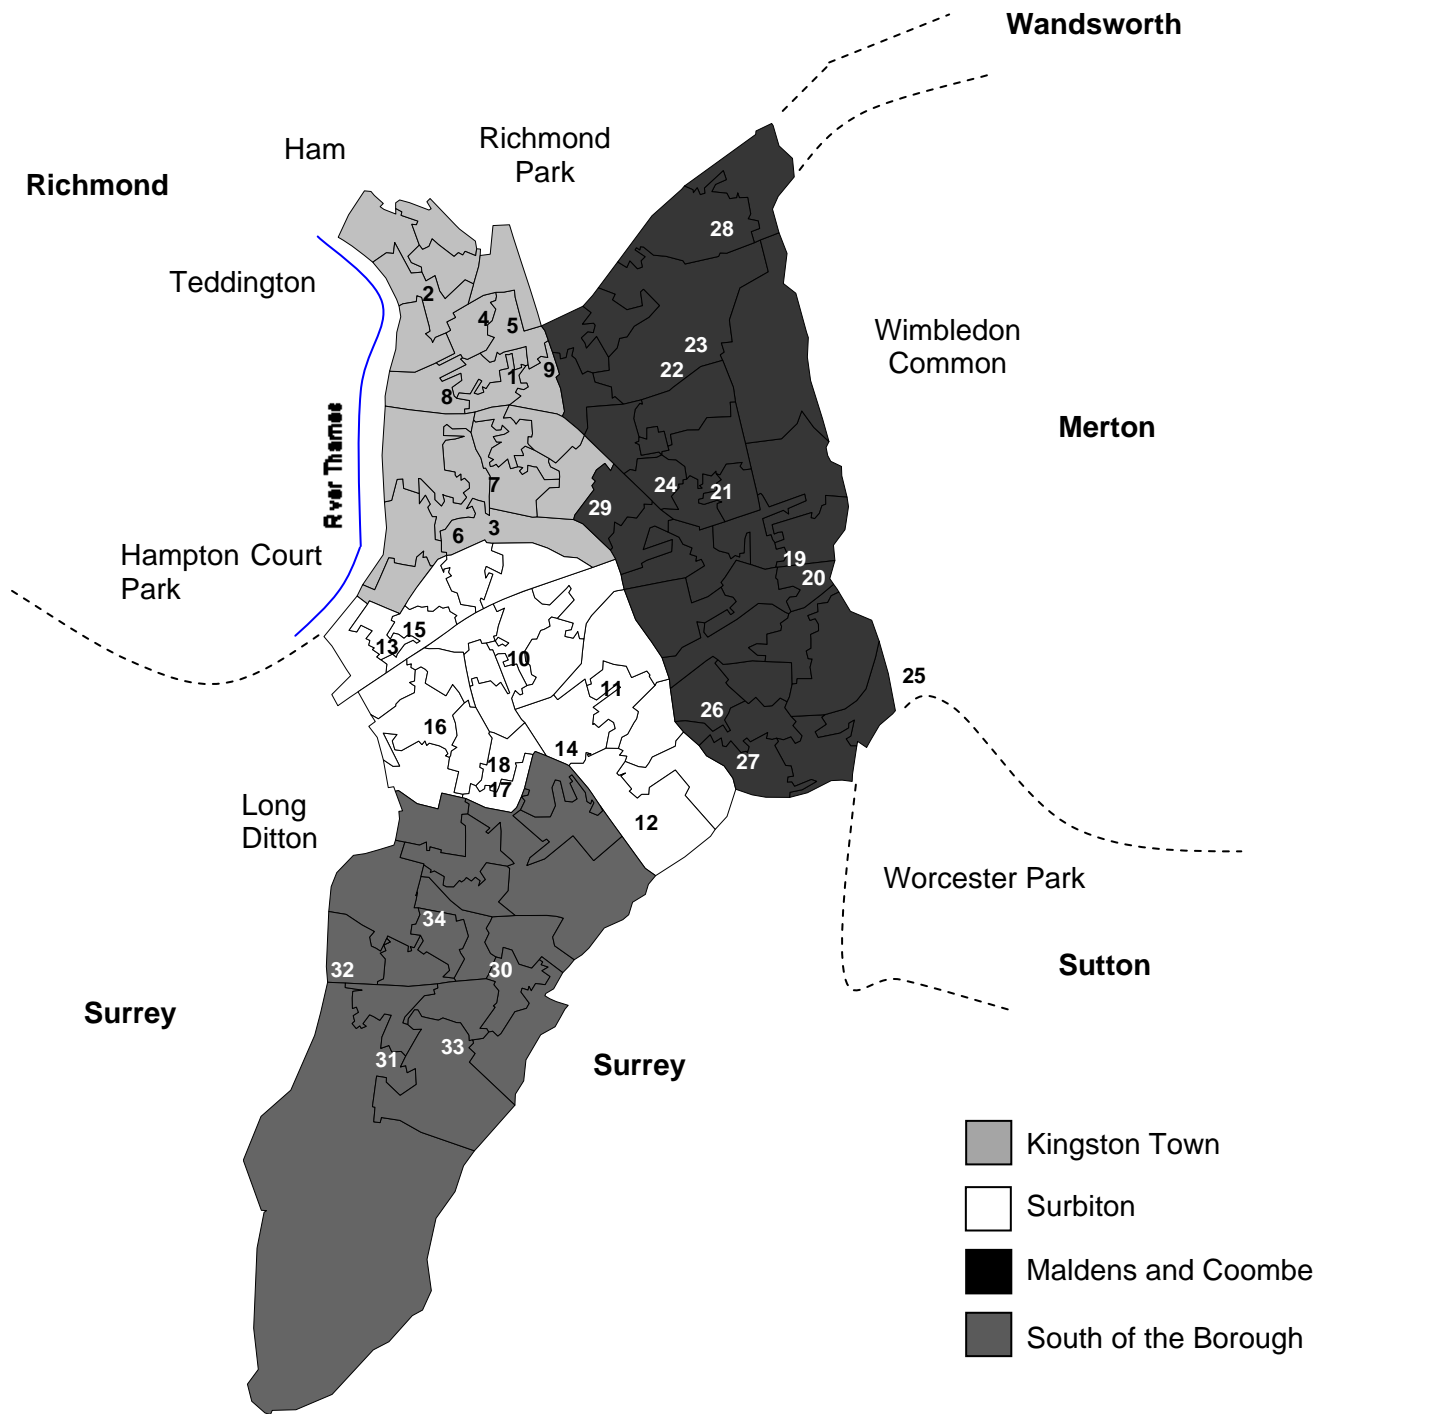 Wandsworth
Ham
Richmond
Park
Richmond
28
Teddington
2
4
5
23
Wimbledon
Common
22
9
1
8
Merton
River Thames
7
24
21
29
3
6
Hampton Court
Park
19
20
15
13
10
25
11
26
16
14
18
27
17
Long
Ditton
12
Worcester Park
34
Sutton
32
30
Surrey
33
31
Surrey
Kingston Town
Surbiton
Maldens and Coombe
South of the Borough